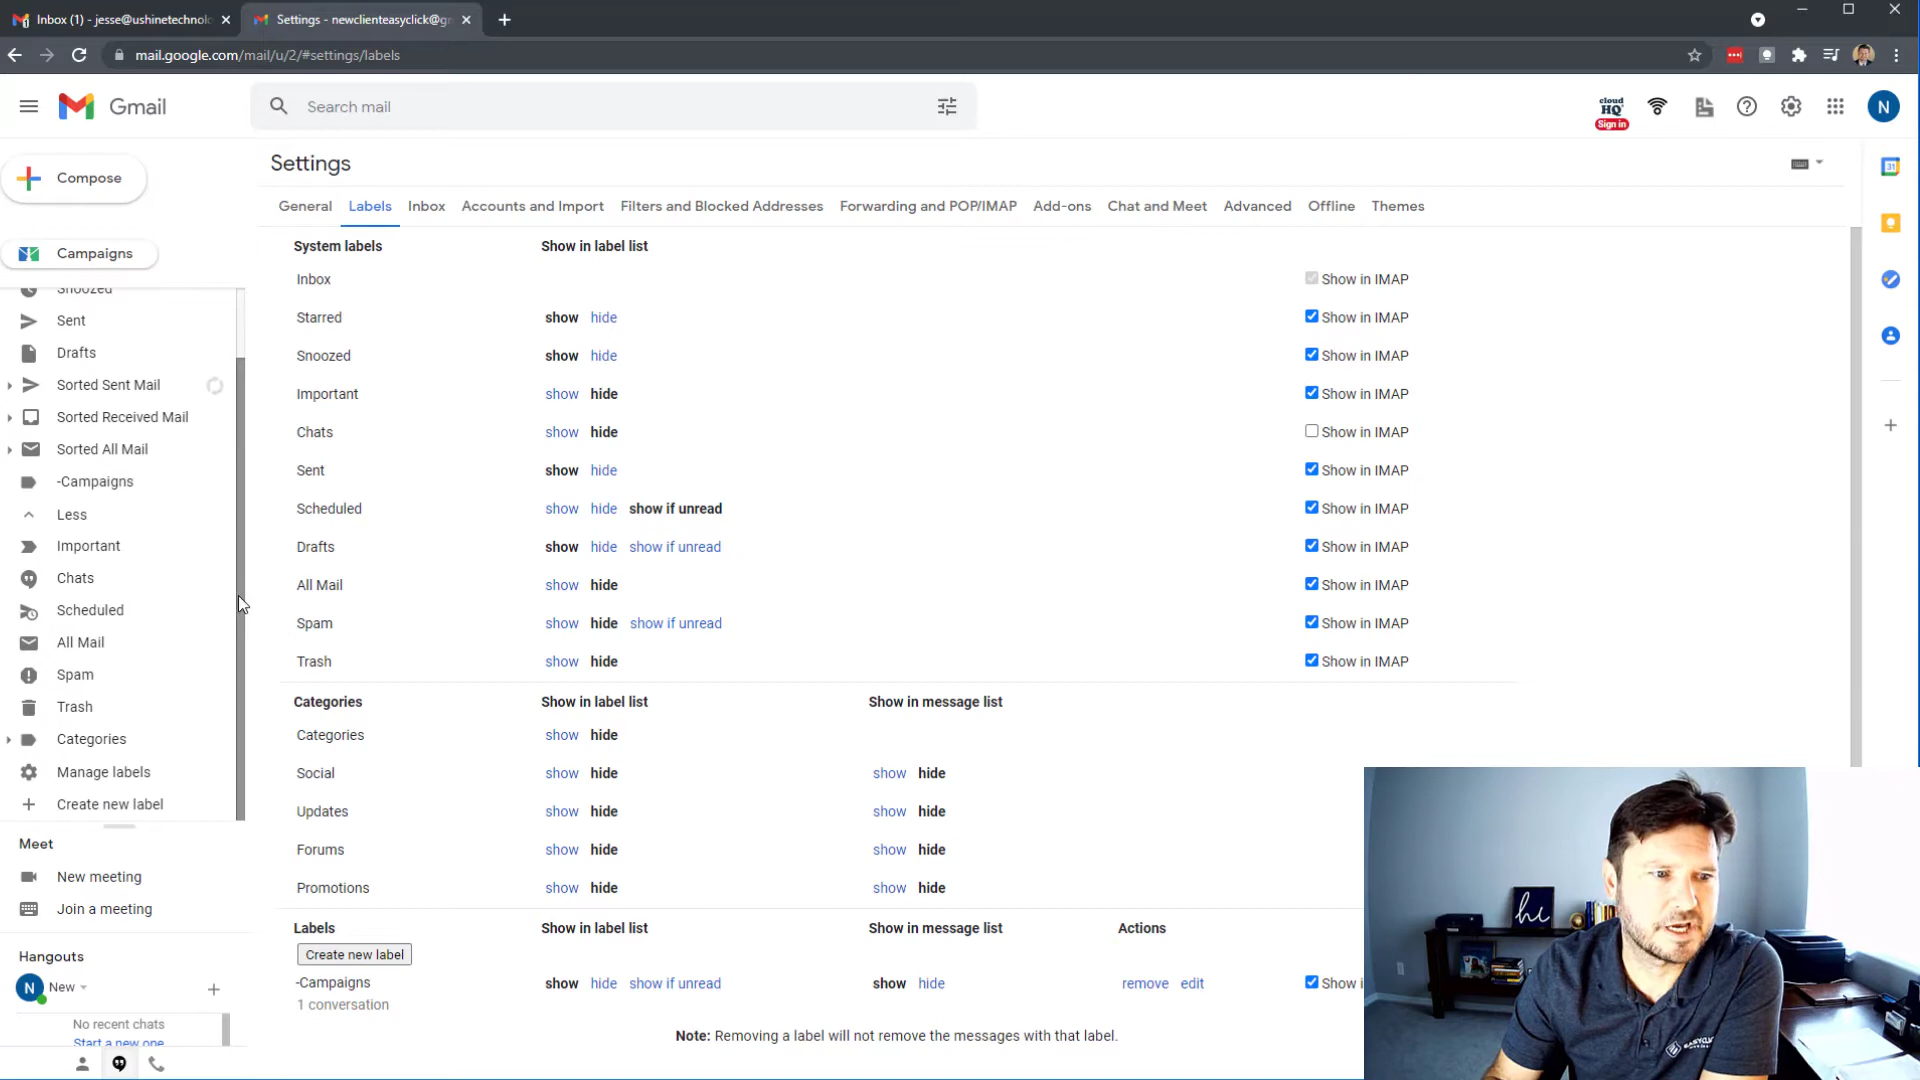 Inbox (1) - jesse@ushinetechnolo
Settings - newclienteasyclick@gm
mail.google.com/mail/u/2/#settings/labels
Gmail
Search mail
cloud
HQ
Sign in
N
Compose
Campaigns
Snoozed
Sent
Drafts
Sorted Sent Mail
Sorted Received Mail
Sorted All Mail
-Campaigns
Less
Important
Chats
Scheduled
All Mail
Spam
Trash
Categories
Manage labels
Create new label
Meet
New meeting
Join a meeting
Hangouts
N New
No recent chats
Start a new one
Settings
General Labels Inbox Accounts and Import Filters and Blocked Addresses Forwarding and POP/IMAP Add-ons Chat and Meet Advanced Offline Themes
System labels Show in label list
Inbox Show in IMAP
Starred show hide Show in IMAP
Snoozed show hide Show in IMAP
Important show hide Show in IMAP
Chats show hide Show in IMAP
Sent show hide Show in IMAP
Scheduled show hide show if unread Show in IMAP
Drafts show hide show if unread Show in IMAP
All Mail show hide Show in IMAP
Spam show hide show if unread Show in IMAP
Trash show hide Show in IMAP
Categories Show in label list Show in message list
Categories show hide
Social show hide show hide
Updates show hide show hide
Forums show hide show hide
Promotions show hide show hide
Labels Show in label list Show in message list Actions
Create new label
-Campaigns show hide show if unread show hide remove edit Show i
1 conversation
Note: Removing a label will not remove the messages with that label.
31
hi
EASYCLICK